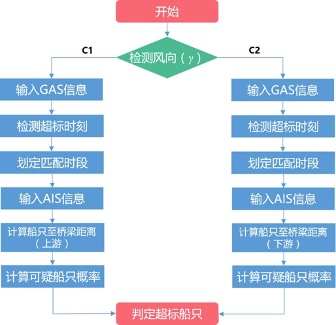 开始
检测风向（γ）
C1
C2
输入GAS信息
检测超标时刻
划定匹配时段
输入AIS信息
计算船只至桥梁距离
（上游）
计算可疑船只概率
输入GAS信息
检测超标时刻
划定匹配时段
输入AIS信息
计算船只至桥梁距离
（下游）
计算可疑船只概率
判定超标船只